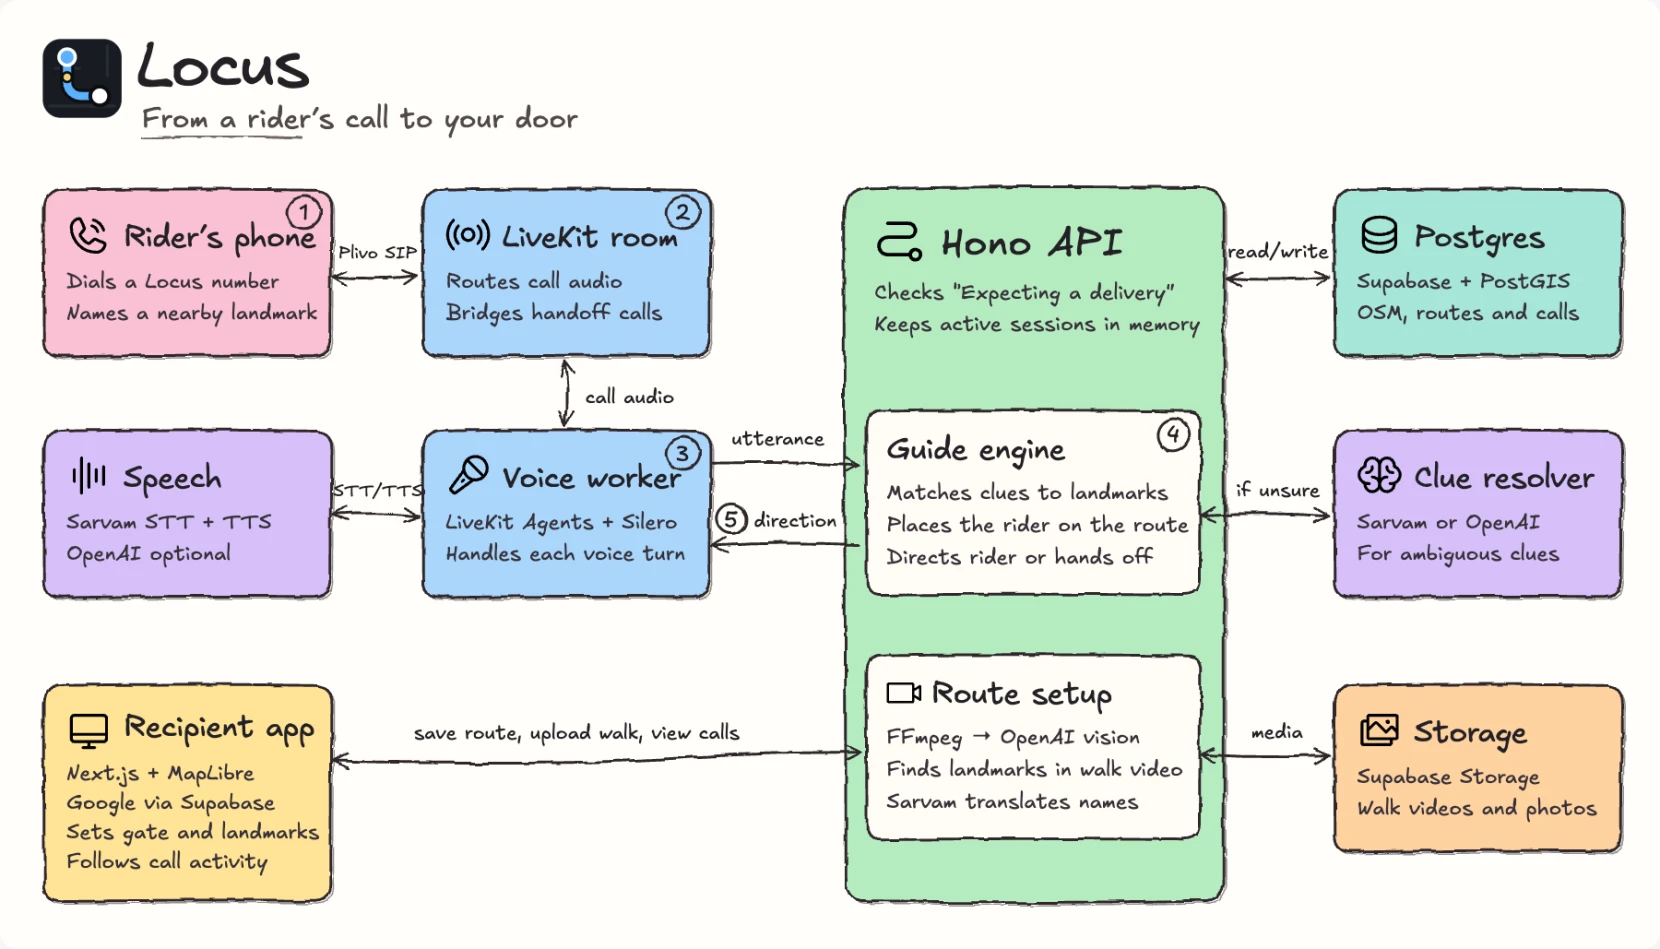 Locus
From a rider's call to your door
1
Rider's phone
Dials a Locus number
Names a nearby landmark
Plivo SIP
2
LiveKit room
Routes call audio
Bridges handoff calls
Hono API
Checks "Expecting a delivery"
Keeps active sessions in memory
read/write
Postgres
Supabase + PostGIS
OSM, routes and calls
call audio
Speech
Sarvam STT + TTS
OpenAI optional
STT/TTS
3
Voice worker
LiveKit Agents + Silero
Handles each voice turn
utterance
5 direction
4
Guide engine
Matches clues to landmarks
Places the rider on the route
Directs rider or hands off
if unsure
Clue resolver
Sarvam or OpenAI
For ambiguous clues
Recipient app
Next.js + MapLibre
Google via Supabase
Sets gate and landmarks
Follows call activity
save route, upload walk, view calls
Route setup
FFmpeg → OpenAI vision
Finds landmarks in walk video
Sarvam translates names
media
Storage
Supabase Storage
Walk videos and photos